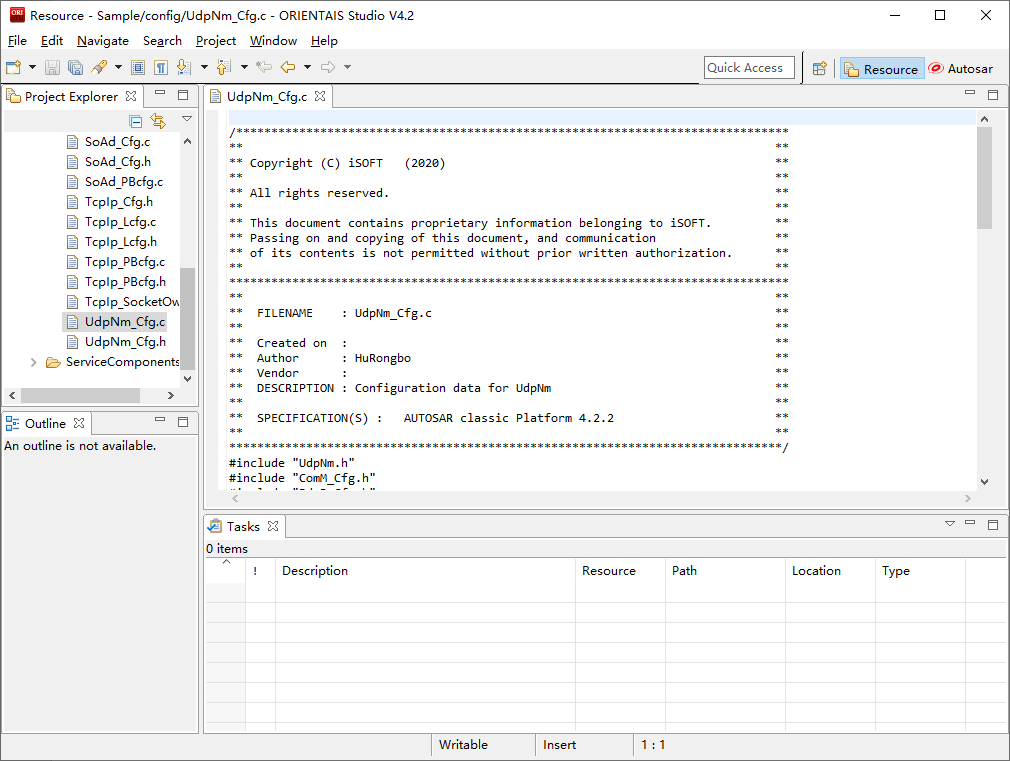 Resource - Sample/config/UdpNm_Cfg.c - ORIENTAIS Studio V4.2
File Edit Navigate Search Project Window Help
Quick Access
Resource
Autosar
Project Explorer
SoAd_Cfg.c
SoAd_Cfg.h
SoAd_PBcfg.c
TcpIp_Cfg.h
TcpIp_Lcfg.c
TcpIp_Lcfg.h
TcpIp_PBcfg.c
TcpIp_PBcfg.h
TcpIp_SocketOw
UdpNm_Cfg.c
UdpNm_Cfg.h
ServiceComponents
Outline
An outline is not available.
UdpNm_Cfg.c
/*******************************************************************************
** **
** Copyright (C) iSOFT (2020) **
** **
** All rights reserved. **
** **
** This document contains proprietary information belonging to iSOFT. **
** Passing on and copying of this document, and communication **
** of its contents is not permitted without prior written authorization. **
** **
********************************************************************************
** **
** FILENAME : UdpNm_Cfg.c **
** **
** Created on : **
** Author : HuRongbo **
** Vendor : **
** DESCRIPTION : Configuration data for UdpNm **
** **
** SPECIFICATION(S) : AUTOSAR classic Platform 4.2.2 **
** **
*******************************************************************************/
#include "UdpNm.h"
#include "ComM_Cfg.h"
Tasks
0 items
! Description Resource Path Location Type
Writable Insert 1 : 1